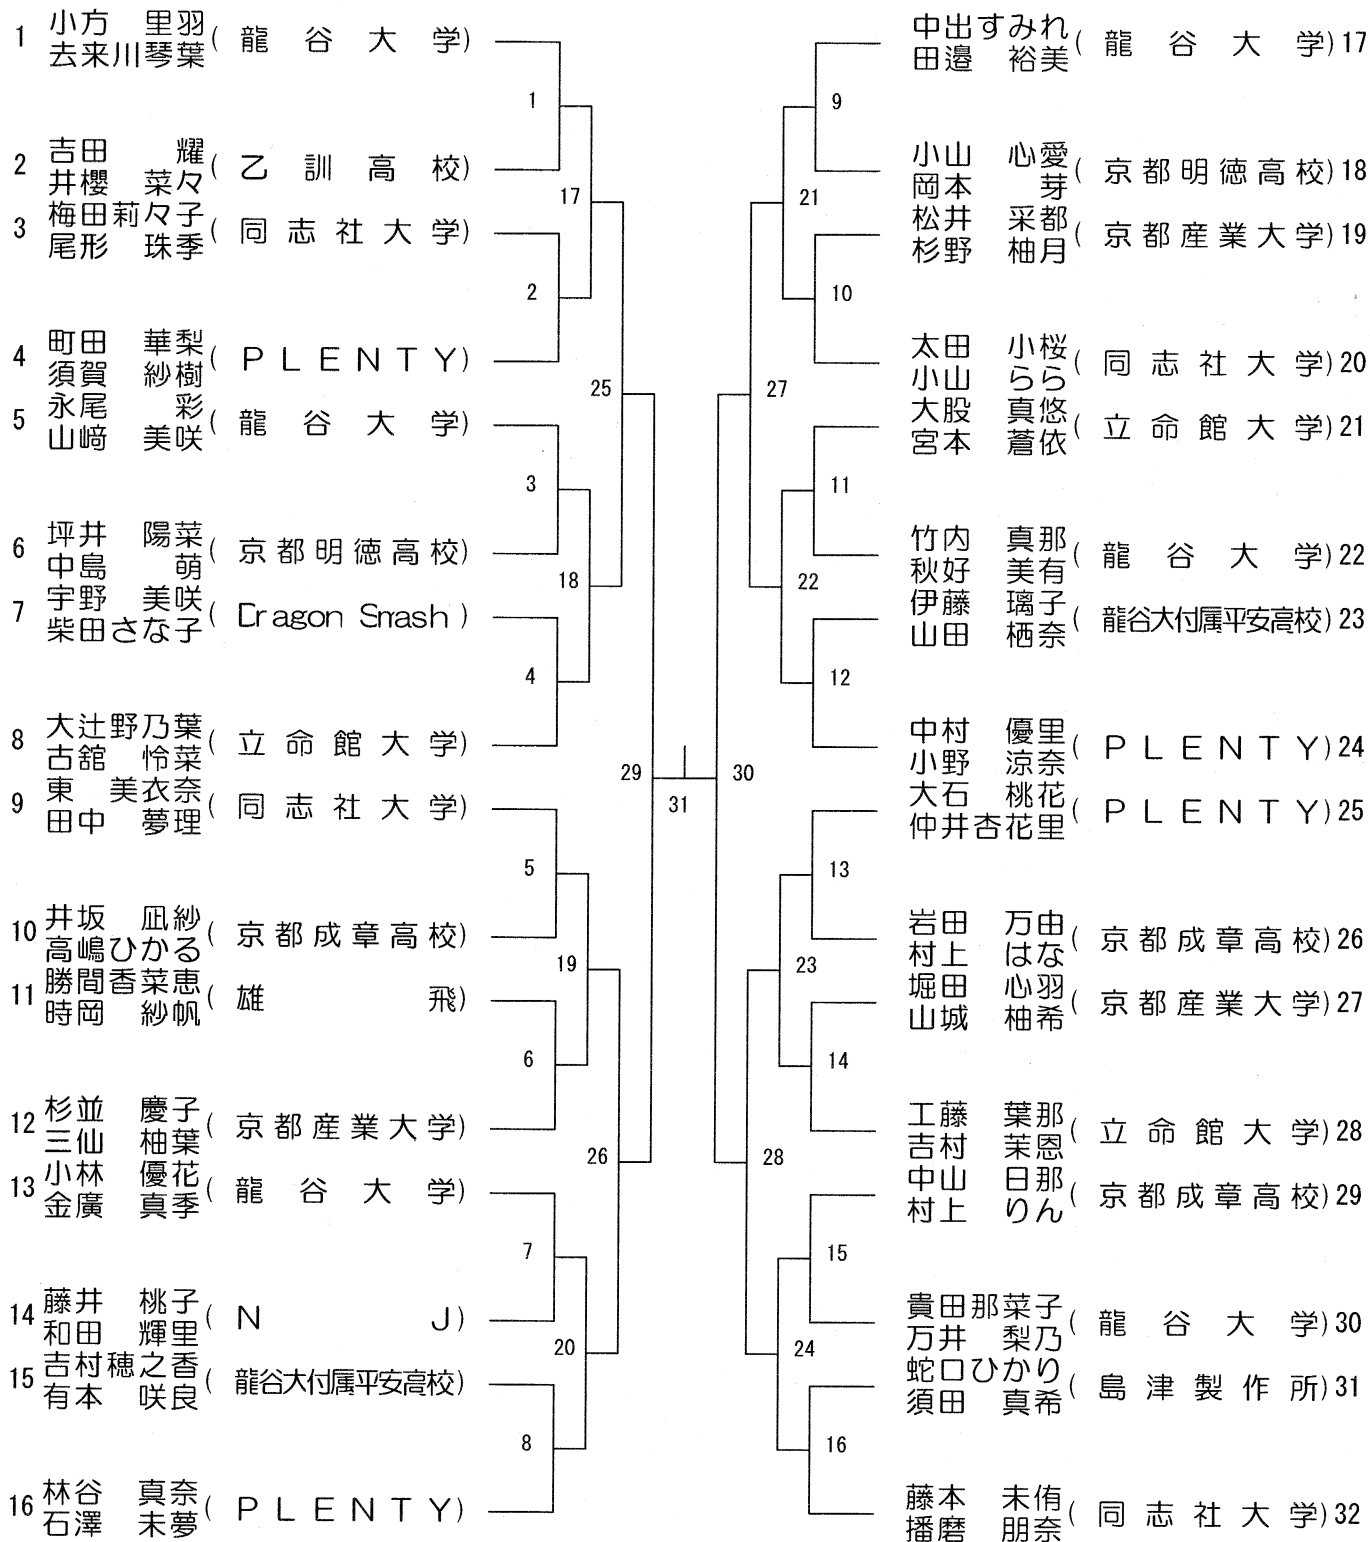 1 小方 里羽 去来川琴葉 (龍谷大学)
2 吉田 耀 井櫻 菜々 (乙訓高校)
3 梅田莉々子 尾形 珠季 (同志社大学)
4 町田 華梨 須賀 紗樹 (PLENTY)
5 永尾 彩 山﨑 美咲 (龍谷大学)
6 坪井 陽菜 中島 萌 (京都明徳高校)
7 宇野 美咲 柴田さな子 (Dragon Smash)
8 大辻野乃葉 古舘 怜菜 (立命館大学)
9 東 美衣奈 田中 夢理 (同志社大学)
10 井坂 凪紗 高嶋ひかる (京都成章高校)
11 勝間香菜恵 時岡 紗帆 (雄飛)
12 杉並 慶子 三仙 柚葉 (京都産業大学)
13 小林 優花 金廣 真季 (龍谷大学)
14 藤井 桃子 和田 輝里 (NJ)
15 吉村穂之香 有本 咲良 (龍谷大付属平安高校)
16 林谷 真奈 石澤 未夢 (PLENTY)
1
2
3
4
5
6
7
8
17
18
19
20
25
26
29
31
30
27
28
21
22
23
24
9
10
11
12
13
14
15
16
中出すみれ 田邉 裕美 (龍谷大学) 17
小山 心愛 岡本 芽 (京都明徳高校) 18
松井 采都 杉野 柚月 (京都産業大学) 19
太田 小桜 小山 らら (同志社大学) 20
大股 真悠 宮本 蒼依 (立命館大学) 21
竹内 真那 秋好 美有 (龍谷大学) 22
伊藤 璃子 山田 栖奈 (龍谷大付属平安高校) 23
中村 優里 小野 涼奈 (PLENTY) 24
大石 桃花 仲井杏花里 (PLENTY) 25
岩田 万由 村上 はな (京都成章高校) 26
堀田 心羽 山城 柚希 (京都産業大学) 27
工藤 葉那 吉村 茉恩 (立命館大学) 28
中山 日那 村上 りん (京都成章高校) 29
貴田那菜子 万井 梨乃 (龍谷大学) 30
蛇口ひかり 須田 真希 (島津製作所) 31
藤本 未侑 播磨 朋奈 (同志社大学) 32